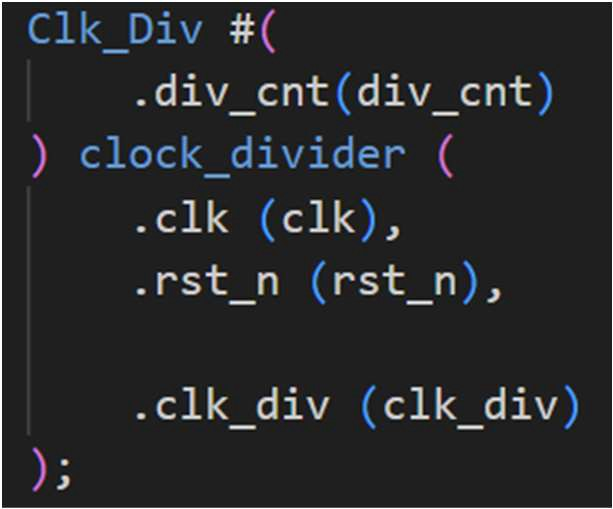 Clk_Div #(
.div_cnt(div_cnt)
) clock_divider (
.clk (clk),
.rst_n (rst_n),
.clk_div (clk_div)
);